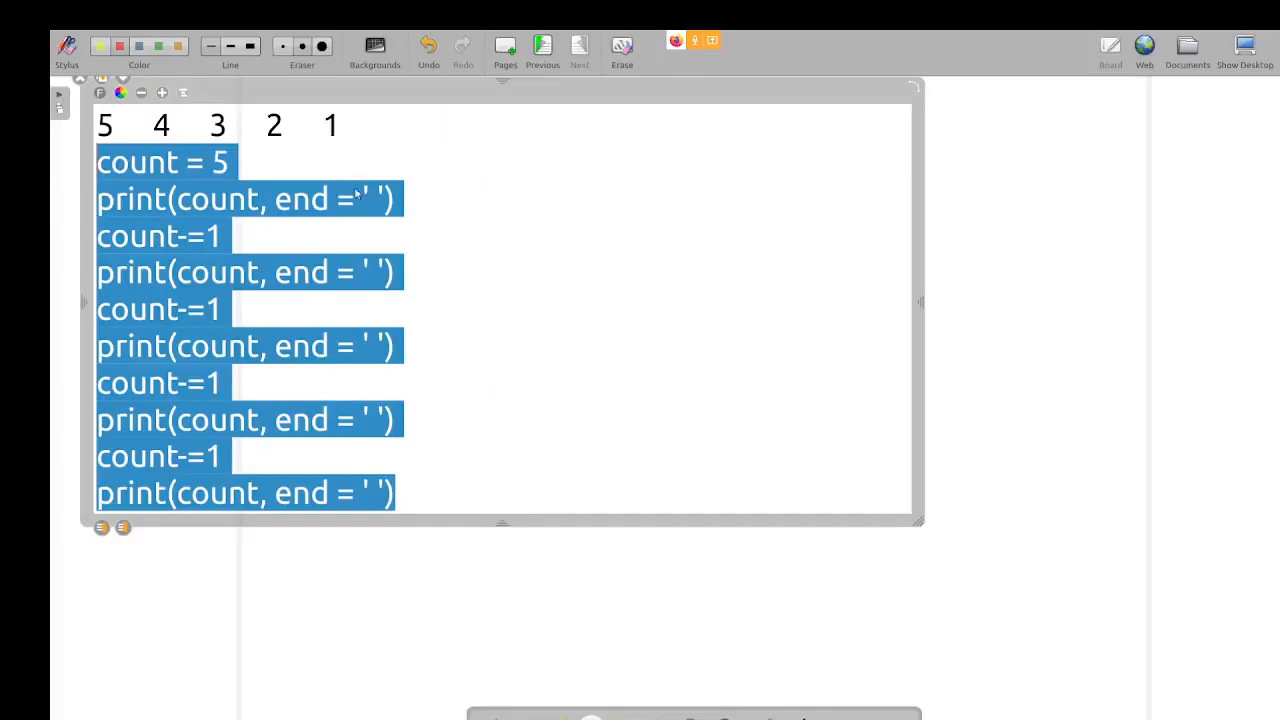 Stylus Color Line Eraser Backgrounds Undo Redo Pages Previous Next Erase Board Web Documents Show Desktop
5 4 3 2 1
count = 5
print(count, end =' ')
count-=1
print(count, end = ' ')
count-=1
print(count, end = ' ')
count-=1
print(count, end = ' ')
count-=1
print(count, end = ' ')